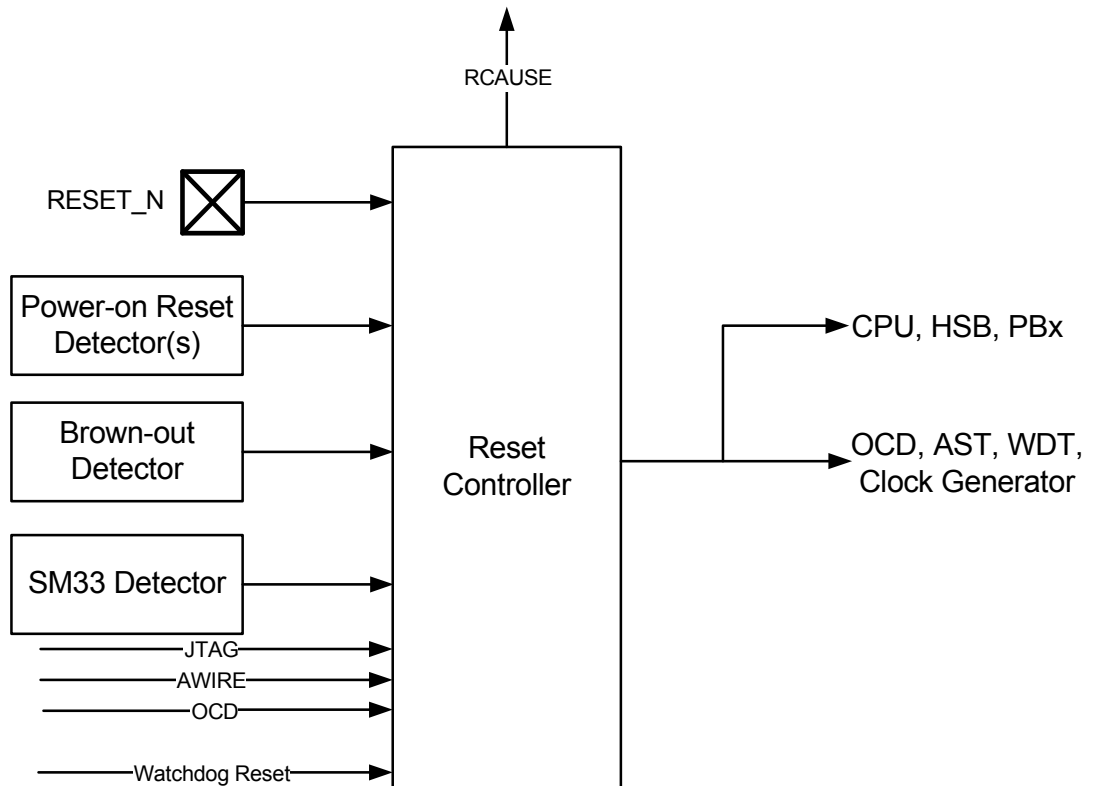 RCAUSE
RESET_N
Power-on Reset
Detector(s)
Brown-out
Detector
SM33 Detector
JTAG
AWIRE
OCD
Watchdog Reset
Reset
Controller
CPU, HSB, PBx
OCD, AST, WDT,
Clock Generator